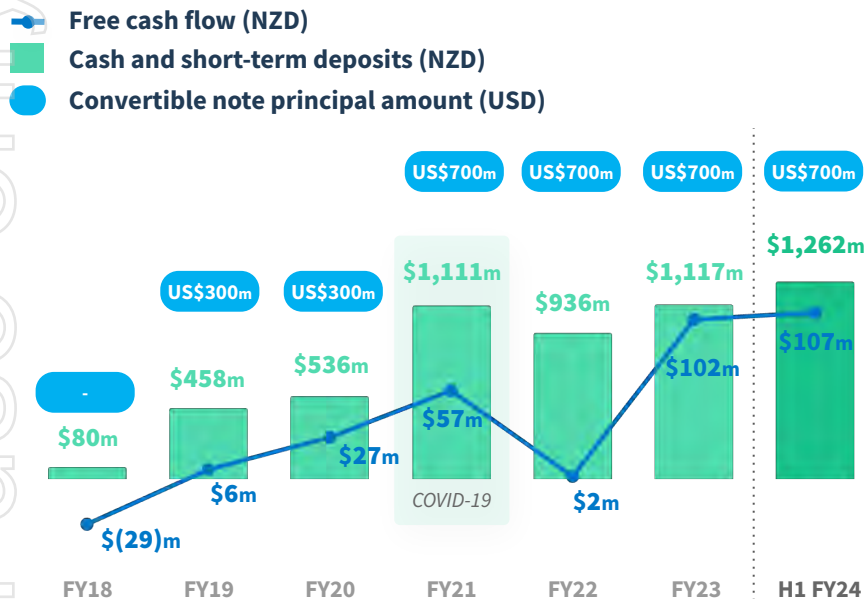 Free cash flow (NZD)
Cash and short-term deposits (NZD)
Convertible note principal amount (USD)
US$700m US$700m US$700m US$700m
$1,262m
$1,111m $1,117m
US$300m US$300m $936m
$107m
$536m $102m
$458m
-
$57m
$80m
$27m
$6m COVID-19 $2m
$(29)m
FY18 FY19 FY20 FY21 FY22 FY23 H1 FY24